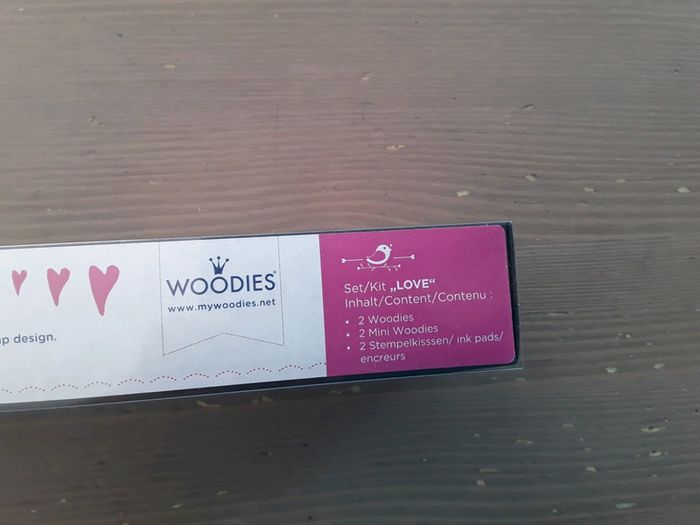 p design.
WOODIES®
www.mywoodies.net
Set/Kit „LOVE“
Inhalt/Content/Contenu :
• 2 Woodies
• 2 Mini Woodies
• 2 Stempelkisssen/ ink pads/
encreurs